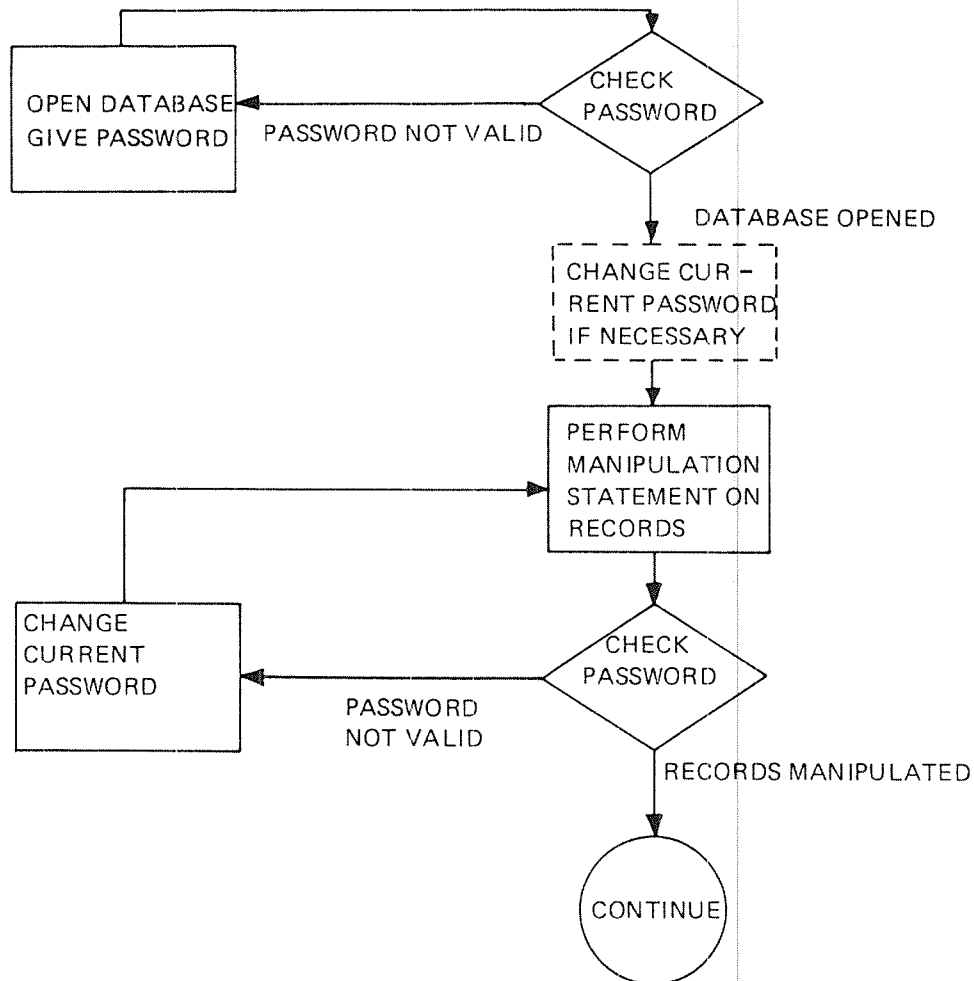 OPEN DATABASE
GIVE PASSWORD
PASSWORD NOT VALID
CHECK
PASSWORD
DATABASE OPENED
CHANGE CUR -
RENT PASSWORD
IF NECESSARY
PERFORM
MANIPULATION
STATEMENT ON
RECORDS
CHANGE
CURRENT
PASSWORD
PASSWORD
NOT VALID
CHECK
PASSWORD
RECORDS MANIPULATED
CONTINUE